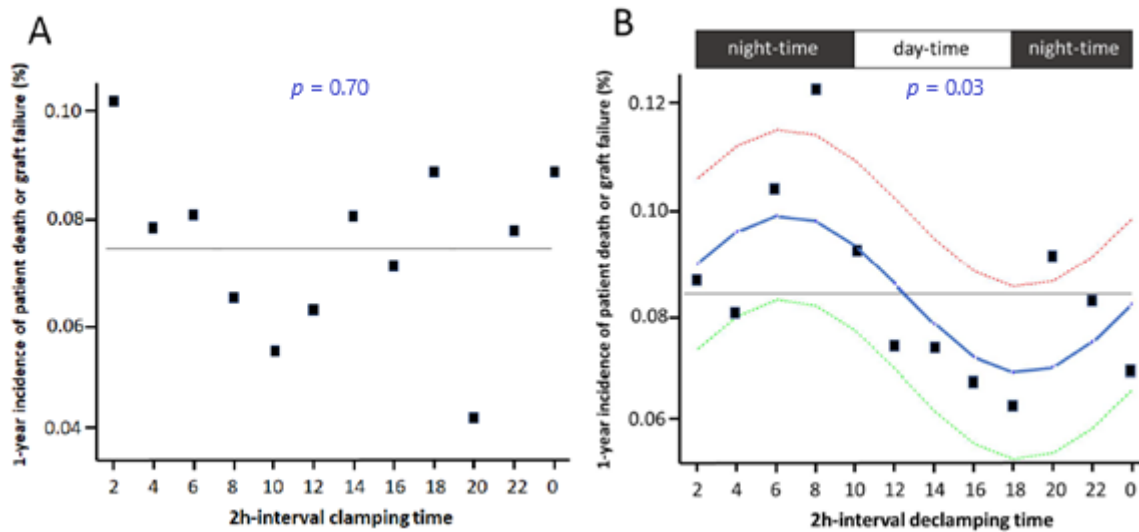 A
1-year incidence of patient death or graft failure (%)
p = 0.70
0.10
0.08
0.06
0.04
2 4 6 8 10 12 14 16 18 20 22 0
2h-interval clamping time
B
night-time day-time night-time
1-year incidence of patient death or graft failure (%)
p = 0.03
0.12
0.10
0.08
0.06
2 4 6 8 10 12 14 16 18 20 22 0
2h-interval declamping time